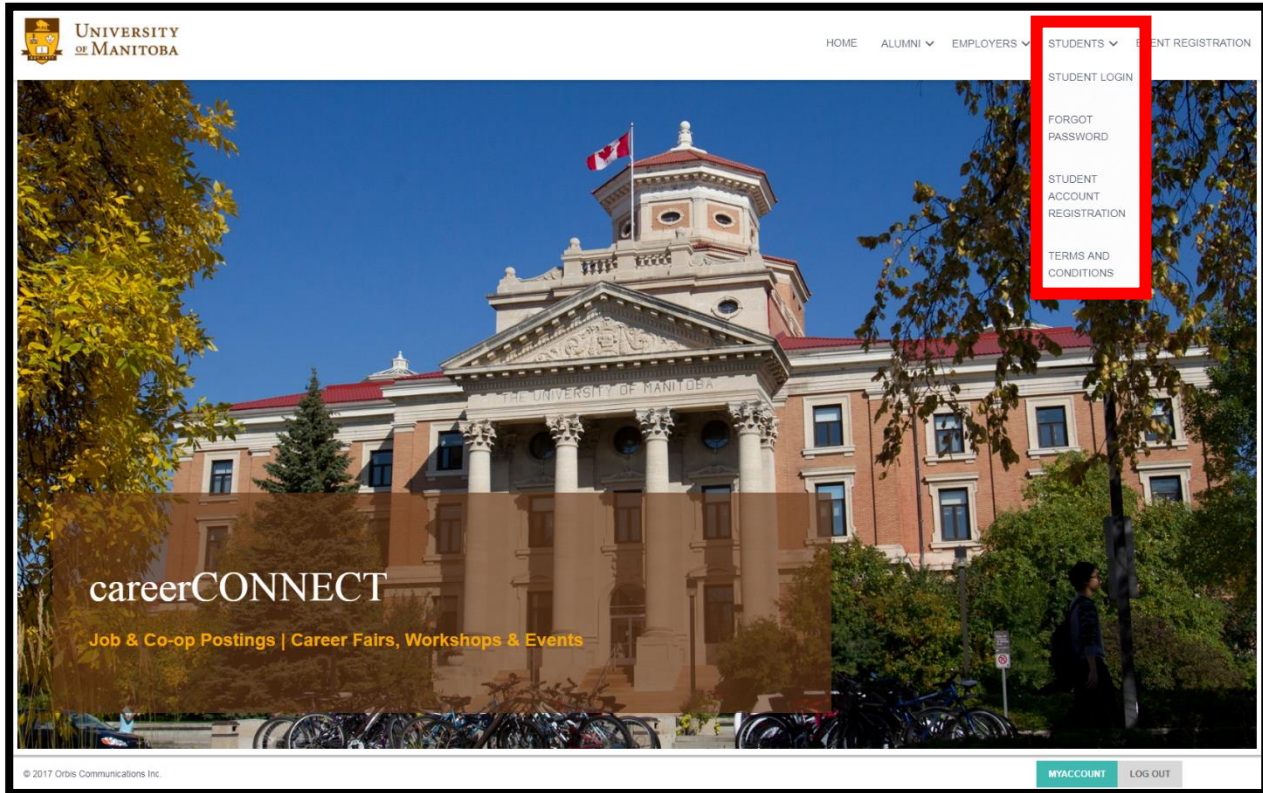 UNIVERSITY
OF MANITOBA
HOME ALUMNI EMPLOYERS STUDENTS ENT REGISTRATION
STUDENT LOGIN
FORGOT
PASSWORD
STUDENT
ACCOUNT
REGISTRATION
TERMS AND
CONDITIONS
THE UNIVERSITY OF MANITOBA
careerCONNECT
Job & Co-op Postings | Career Fairs, Workshops & Events
© 2017 Orbis Communications Inc.
MYACCOUNT LOG OUT